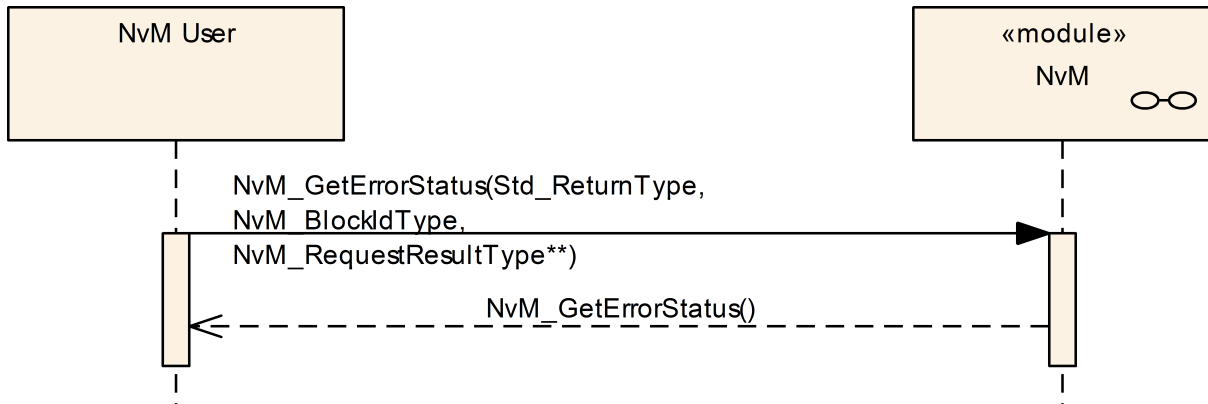 NvM User
«module»
NvM
NvM_GetErrorStatus(Std_ReturnType,
NvM_BlockIdType,
NvM_RequestResultType**)
NvM_GetErrorStatus()